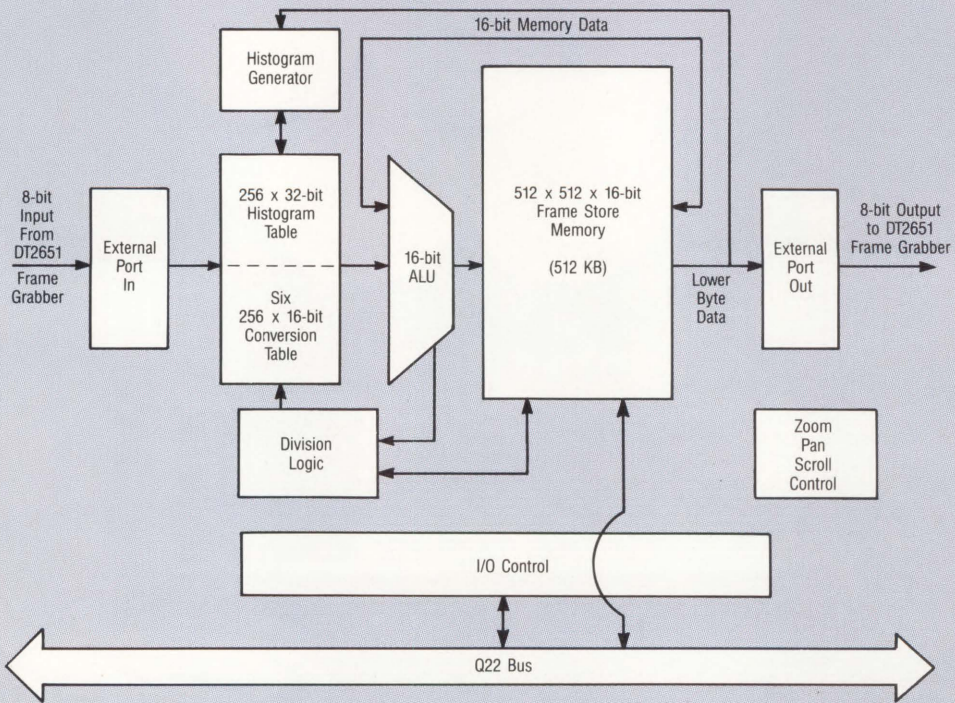 16-bit Memory Data
Histogram
Generator
8-bit
Input
From
DT2651
Frame
Grabber
External
Port
In
256 x 32-bit
Histogram
Table
Six
256 x 16-bit
Conversion
Table
16-bit
ALU
512 x 512 x 16-bit
Frame Store
Memory
(512 KB)
Lower
Byte
Data
External
Port
Out
8-bit Output
to DT2651
Frame Grabber
Division
Logic
Zoom
Pan
Scroll
Control
I/O Control
Q22 Bus